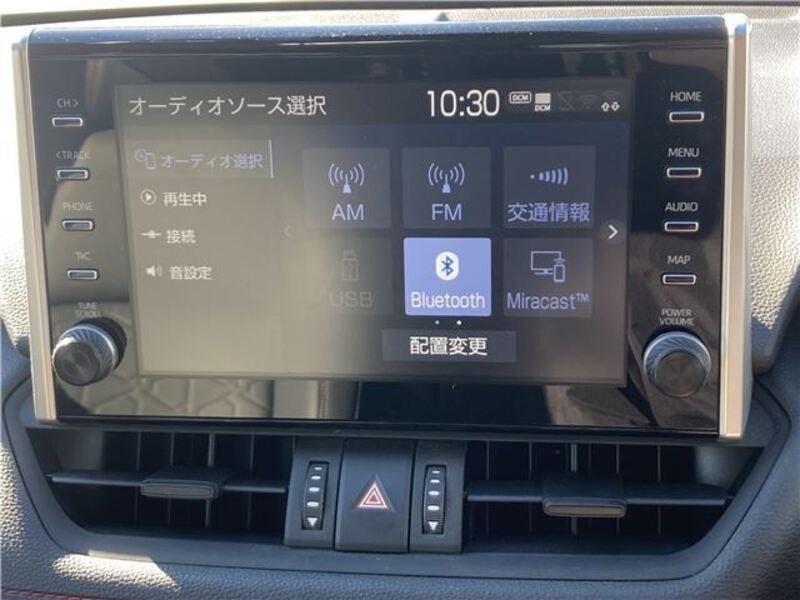 オーディオソース選択 10:30 DCM DCM
オーディオ選択
再生中
接続
音設定
AM FM 交通情報
USB Bluetooth Miracast™
配置変更
CH >
< TRACK
PHONE
T&C
TUNE
SCROLL
HOME
MENU
AUDIO
MAP
POWER
VOLUME